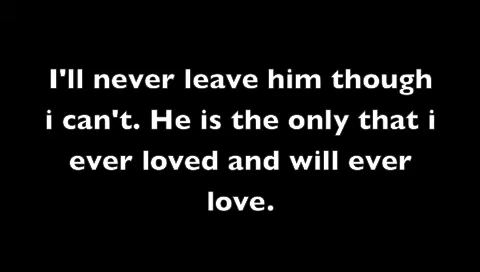 I'll never leave him though
i can't. He is the only that i
ever loved and will ever
love.